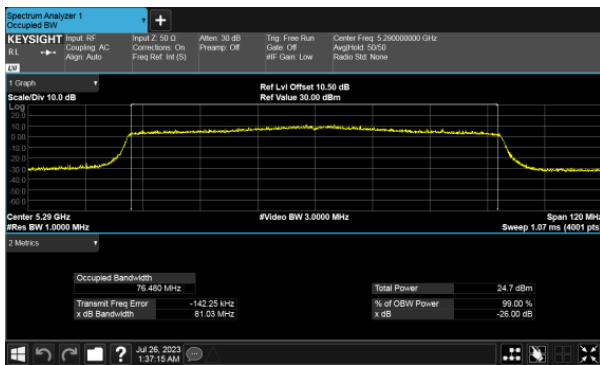 Spectrum Analyzer 1
Occupied BW
KEYSIGHT Input: RF Input Z: 50 Ω Atten: 30 dB Trig: Free Run Center Freq: 5.290000000 GHz
RL Coupling: AC Corrections: On Preamp: Off Gate: Off Avg|Hold: 50/50
Align: Auto Freq Ref: Int (S) #IF Gain: Low Radio Std: None
LW
1 Graph
Ref Lvl Offset 10.50 dB
Scale/Div 10.0 dB Ref Value 30.00 dBm
Log
20.0
10.0
0.00
-10.0
-20.0
-30.0
-40.0
-50.0
-60.0
Center 5.29 GHz #Video BW 3.0000 MHz Span 120 MHz
#Res BW 1.0000 MHz Sweep 1.07 ms (4001 pts
2 Metrics
Occupied Bandwidth
76.480 MHz Total Power 24.7 dBm
Transmit Freq Error -142.25 kHz % of OBW Power 99.00 %
x dB Bandwidth 81.03 MHz x dB -26.00 dB
Jul 26, 2023
1:37:15 AM